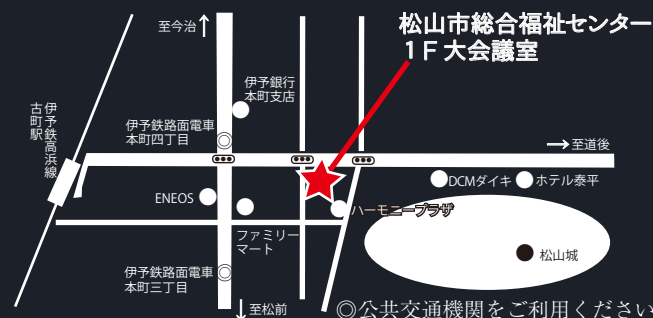 松山市総合福祉センター
1F 大会議室
至今治
伊予銀行
本町支店
伊予鉄路面電車
本町四丁目
伊予鉄高浜線
古町駅
至道後
DCMダイキ
ホテル泰平
ENEOS
ハーモニープラザ
ファミリー
マート
松山城
伊予鉄路面電車
本町三丁目
至松前
◎公共交通機関をご利用ください